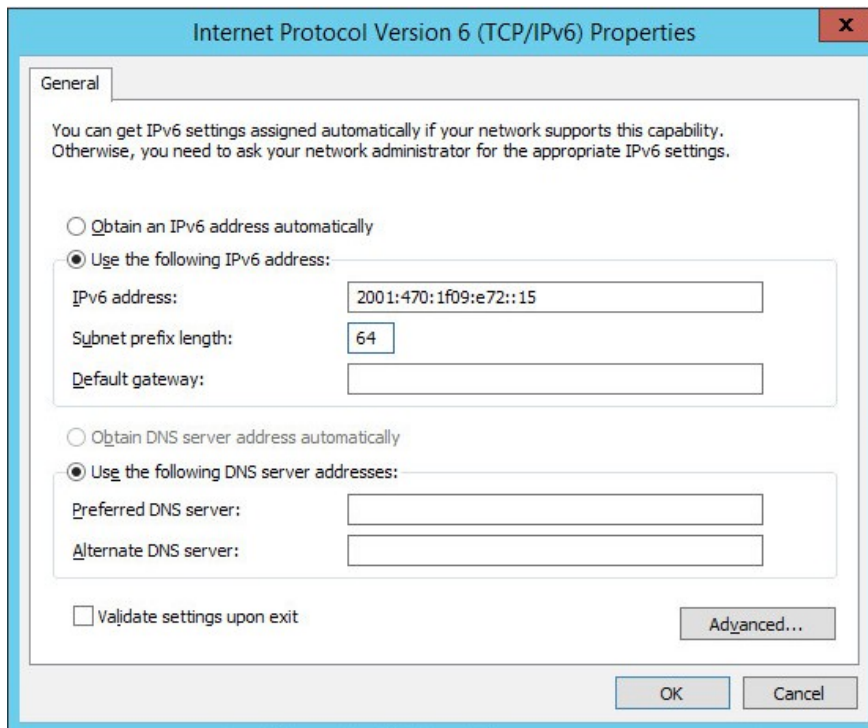 Internet Protocol Version 6 (TCP/IPv6) Properties
x
General
You can get IPv6 settings assigned automatically if your network supports this capability.
Otherwise, you need to ask your network administrator for the appropriate IPv6 settings.
Obtain an IPv6 address automatically
Use the following IPv6 address:
IPv6 address: 2001:470:1f09:e72::15
Subnet prefix length: 64
Default gateway:
Obtain DNS server address automatically
Use the following DNS server addresses:
Preferred DNS server:
Alternate DNS server:
Validate settings upon exit
Advanced...
OK Cancel